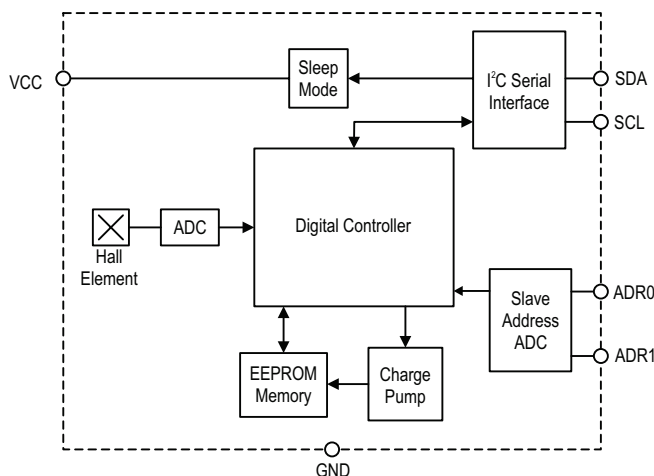 VCC
Sleep
Mode
I²C Serial
Interface
SDA
SCL
Digital Controller
ADC
Hall
Element
Slave
Address
ADC
ADR0
ADR1
EEPROM
Memory
Charge
Pump
GND